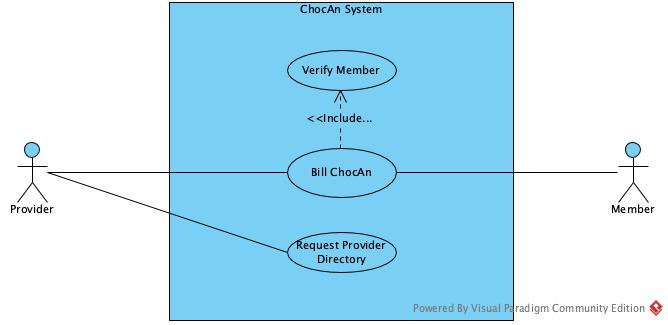 ChocAn System
Verify Member
<<Include...
Bill ChocAn
Provider
Member
Request Provider
Directory
Powered By Visual Paradigm Community Edition